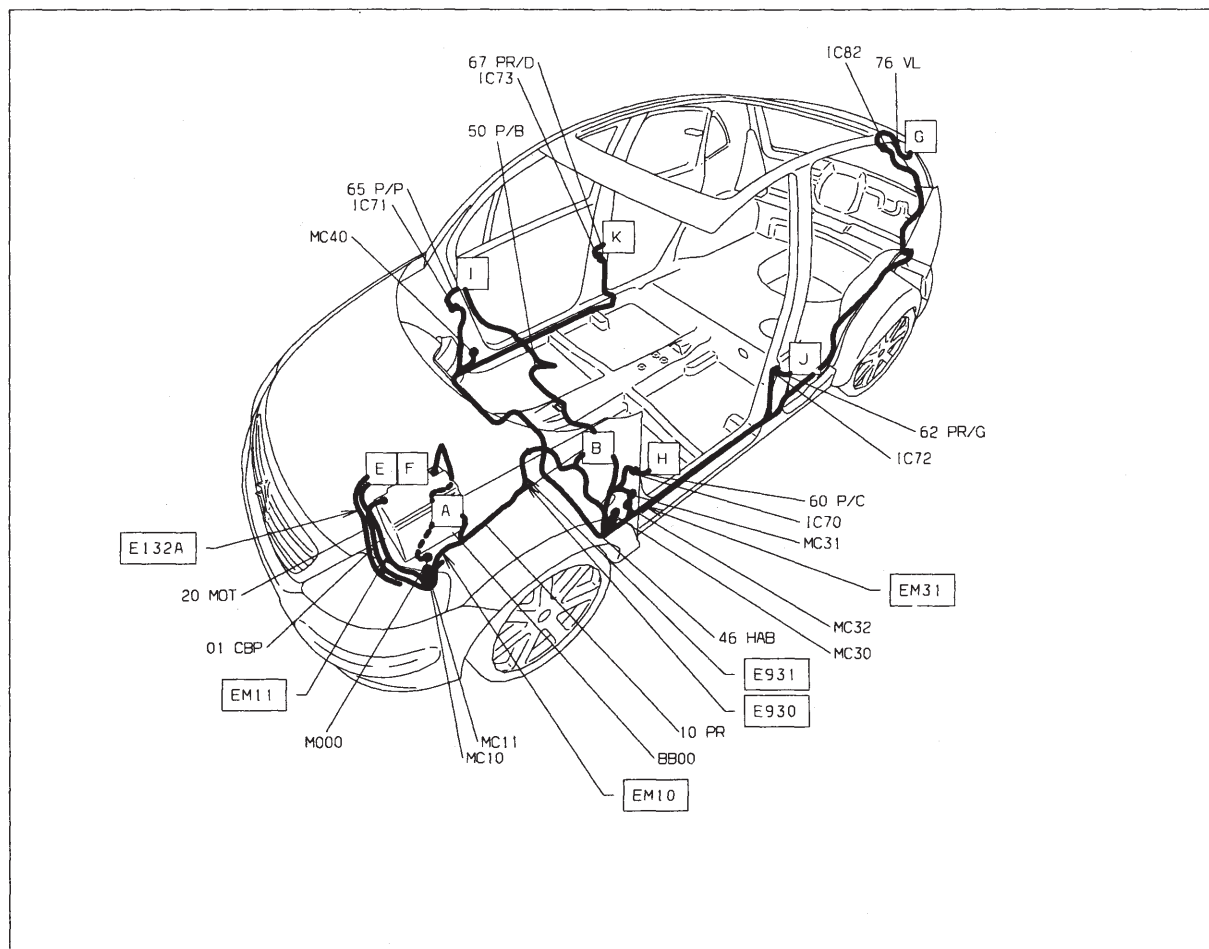 IC82
76 VL
67 PR/D
IC73
G
50 P/B
65 P/P
IC71
K
MC40
I
J
62 PR/G
IC72
B
H
E
F
60 P/C
A
IC70
MC31
E132A
EM31
20 MOT
MC32
46 HAB
01 CBP
MC30
E931
EM11
E930
10 PR
M000
MC11
MC10
BB00
EM10